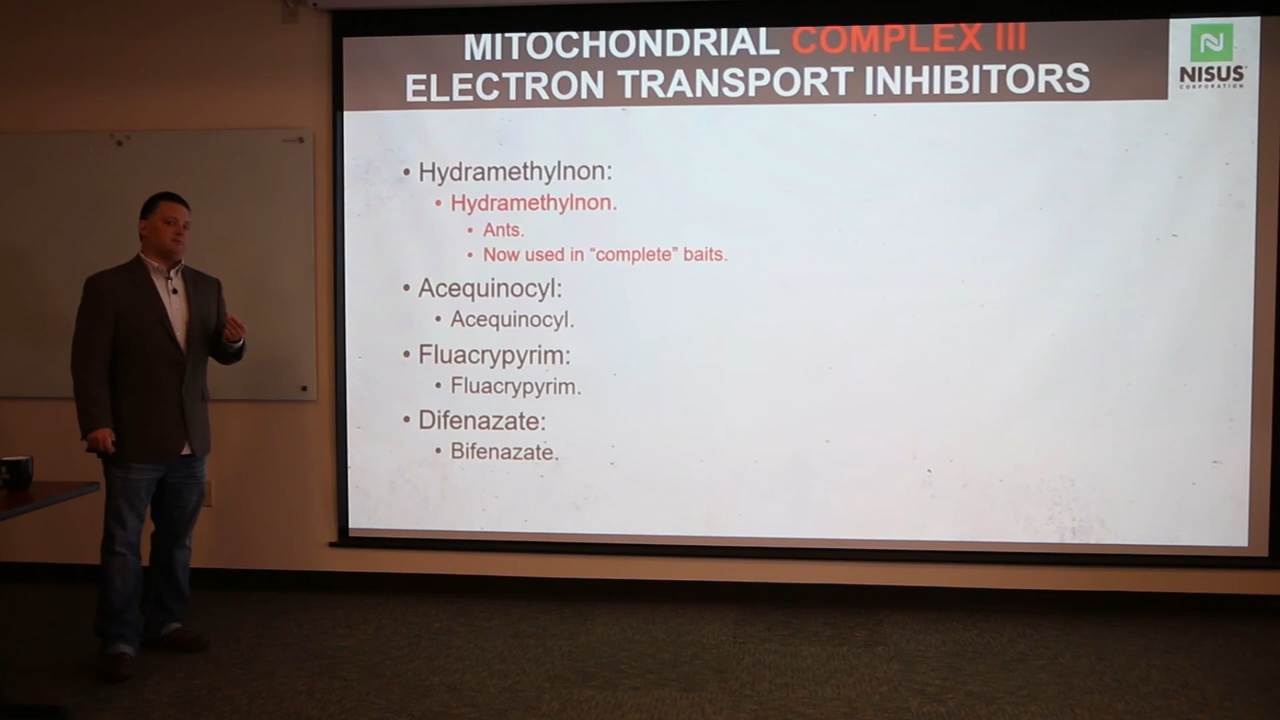 MITOCHONDRIAL COMPLEX III
ELECTRON TRANSPORT INHIBITORS
NISUS
CORPORATION
• Hydramethylnon:
• Hydramethylnon.
• Ants.
• Now used in “complete” baits.
• Acequinocyl:
• Acequinocyl.
• Fluacrypyrim:
• Fluacrypyrim.
• Difenazate:
• Bifenazate.